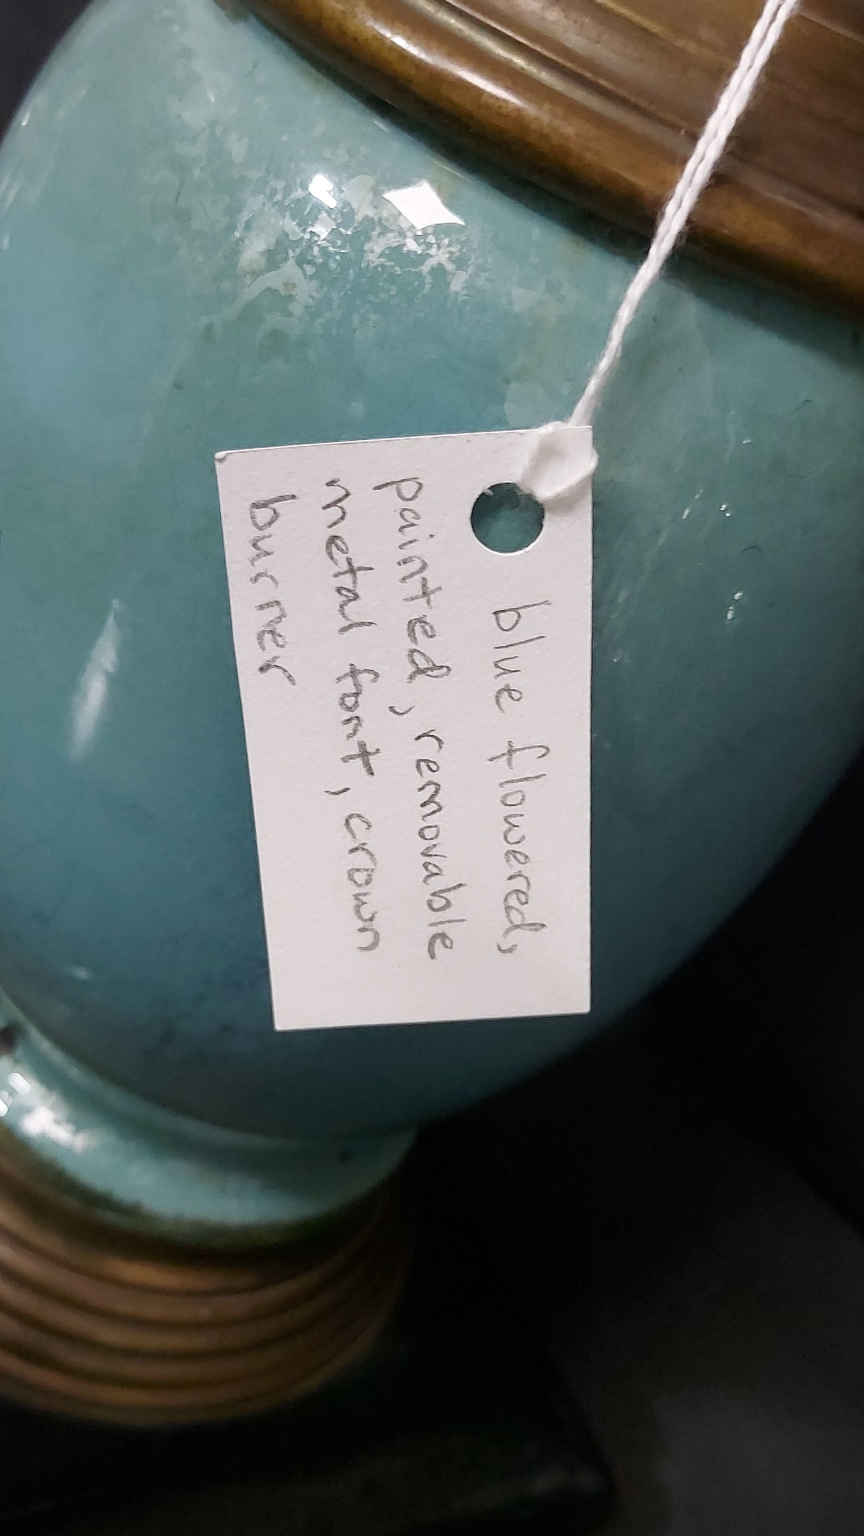 blue flowered,
painted, removable
metal font, crown
burner